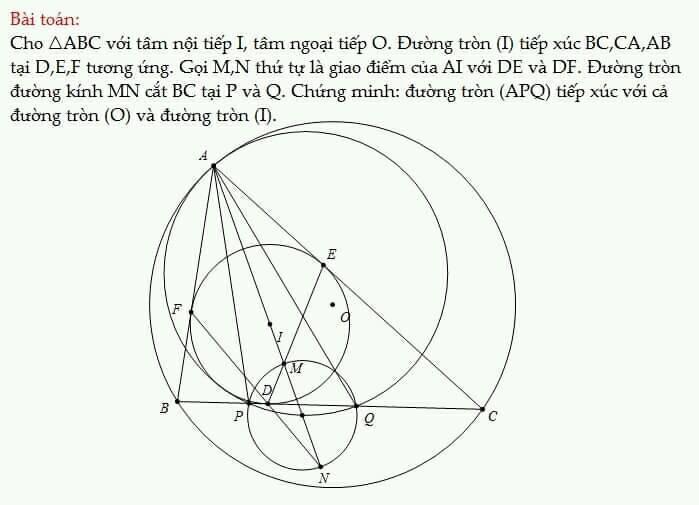 Bài toán:
Cho △ABC với tâm nội tiếp I, tâm ngoại tiếp O. Đường tròn (I) tiếp xúc BC,CA,AB
tại D,E,F tương ứng. Gọi M,N thứ tự là giao điểm của AI với DE và DF. Đường tròn
đường kính MN cắt BC tại P và Q. Chứng minh: đường tròn (APQ) tiếp xúc với cả
đường tròn (O) và đường tròn (I).
A
E
F
O
I
M
D
B
P
Q
C
N